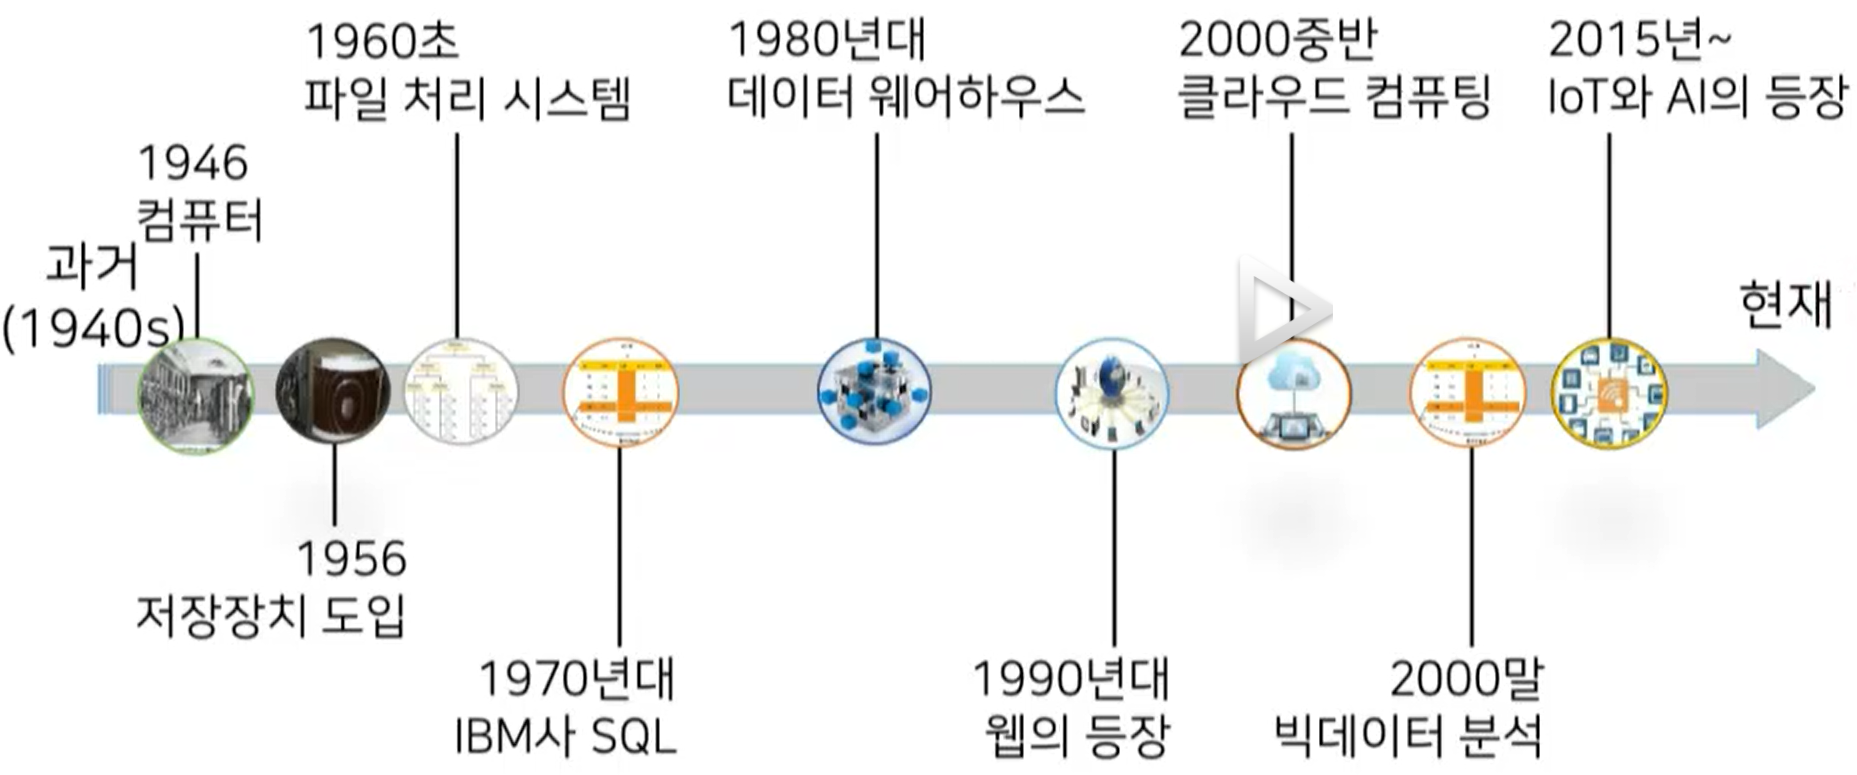 과거
(1940s)
1946
컴퓨터
1956
저장장치 도입
1960초
파일 처리 시스템
1970년대
IBM사 SQL
1980년대
데이터 웨어하우스
1990년대
웹의 등장
2000중반
클라우드 컴퓨팅
2000말
빅데이터 분석
2015년~
IoT와 AI의 등장
현재